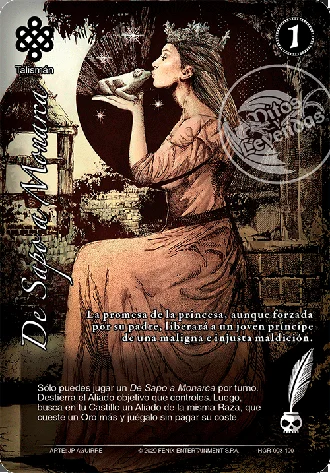 1
Talismán
Mitos
Leyendas
De Sapo a Monarca
La promesa de la princesa, aunque forzada
por su padre, liberará a un joven príncipe
de una maligna e injusta maldición.
Sólo puedes jugar un De Sapo a Monarca por turno.
Destierra el Aliado objetivo que controles. Luego,
busca en tu Castillo un Aliado de la misma Raza, que
cueste un Oro más y juégalo sin pagar su coste.
ARTE: JP AGUIRRE
© 2020 FENIX ENTERTAINMENT S.P.A.